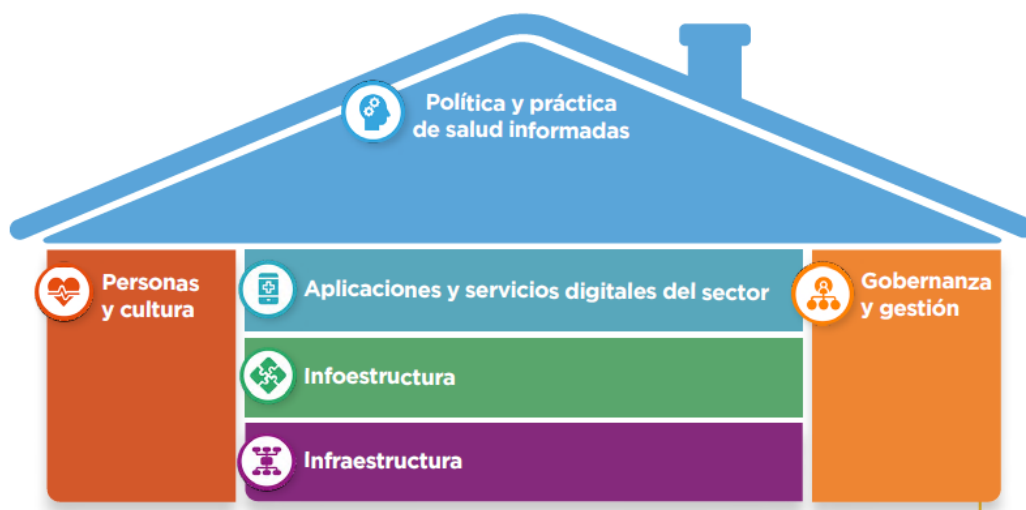 Política y práctica
de salud informadas
Personas
y cultura
Aplicaciones y servicios digitales del sector
Gobernanza
y gestión
Infoestructura
Infraestructura